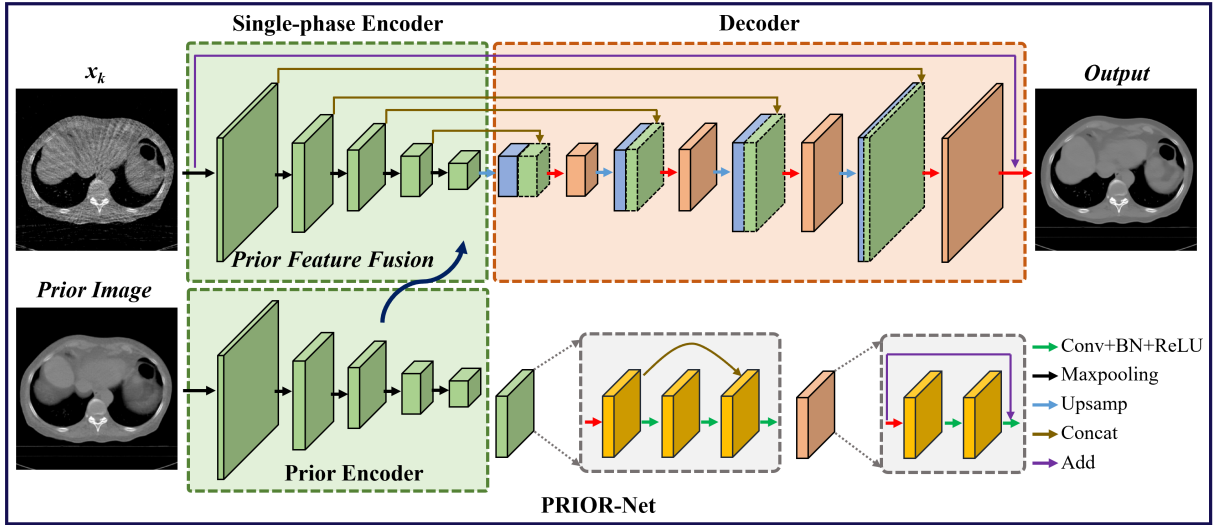 Single-phase Encoder
Decoder
x_k
Output
Prior Feature Fusion
Prior Image
Prior Encoder
Conv+BN+ReLU
Maxpooling
Upsamp
Concat
Add
PRIOR-Net